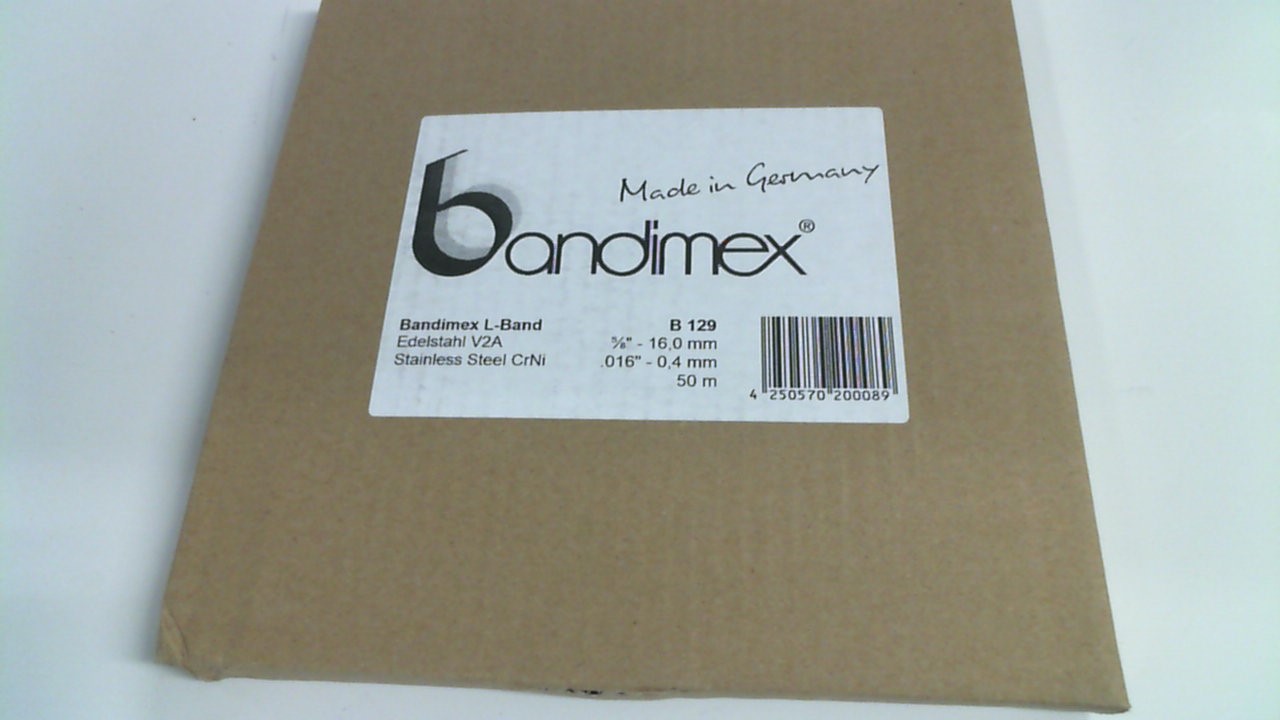 Made in Germany
bandimex®
Bandimex L-Band B 129
Edelstahl V2A ⅝" - 16,0 mm
Stainless Steel CrNi .016" - 0,4 mm
50 m
4 250570 200089